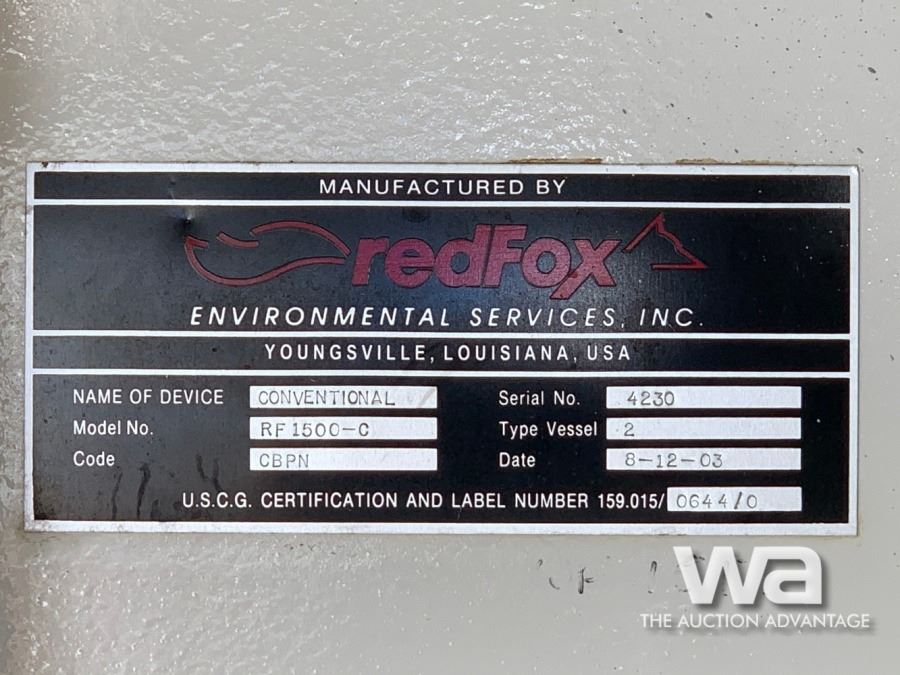 MANUFACTURED BY
redFox
ENVIRONMENTAL SERVICES, INC.
YOUNGSVILLE, LOUISIANA, USA
NAME OF DEVICE CONVENTIONAL Serial No. 4230
Model No. RF1500-C Type Vessel 2
Code CBPN Date 8-12-03
U.S.C.G. CERTIFICATION AND LABEL NUMBER 159.015/ 0644/0
wa
THE AUCTION ADVANTAGE